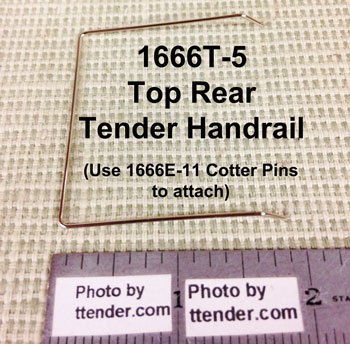 1666T-5
Top Rear
Tender Handrail
(Use 1666E-11 Cotter Pins
to attach)
1
2
Photo by
ttender.com
Photo by
ttender.com